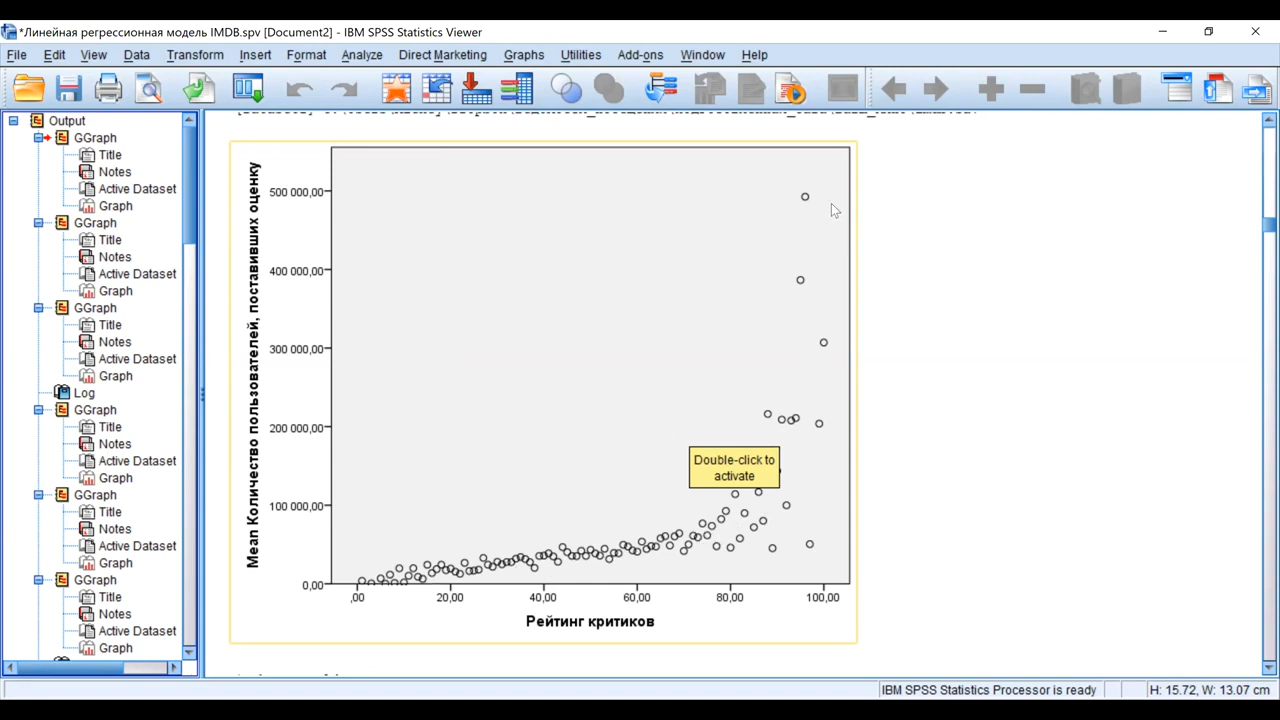 *Линейная регрессионная модель IMDB.spv [Document2] - IBM SPSS Statistics Viewer
File Edit View Data Transform Insert Format Analyze Direct Marketing Graphs Utilities Add-ons Window Help
Output
GGraph
Title
Notes
Active Dataset
Graph
GGraph
Title
Notes
Active Dataset
Graph
GGraph
Title
Notes
Active Dataset
Graph
Log
GGraph
Title
Notes
Active Dataset
Graph
GGraph
Title
Notes
Active Dataset
Graph
GGraph
Title
Notes
Active Dataset
Graph
Mean Количество пользователей, поставивших оценку
500 000,00
400 000,00
300 000,00
200 000,00
100 000,00
0,00
,00 20,00 40,00 60,00 80,00 100,00
Рейтинг критиков
Double-click to
activate
IBM SPSS Statistics Processor is ready
H: 15.72, W: 13.07 cm